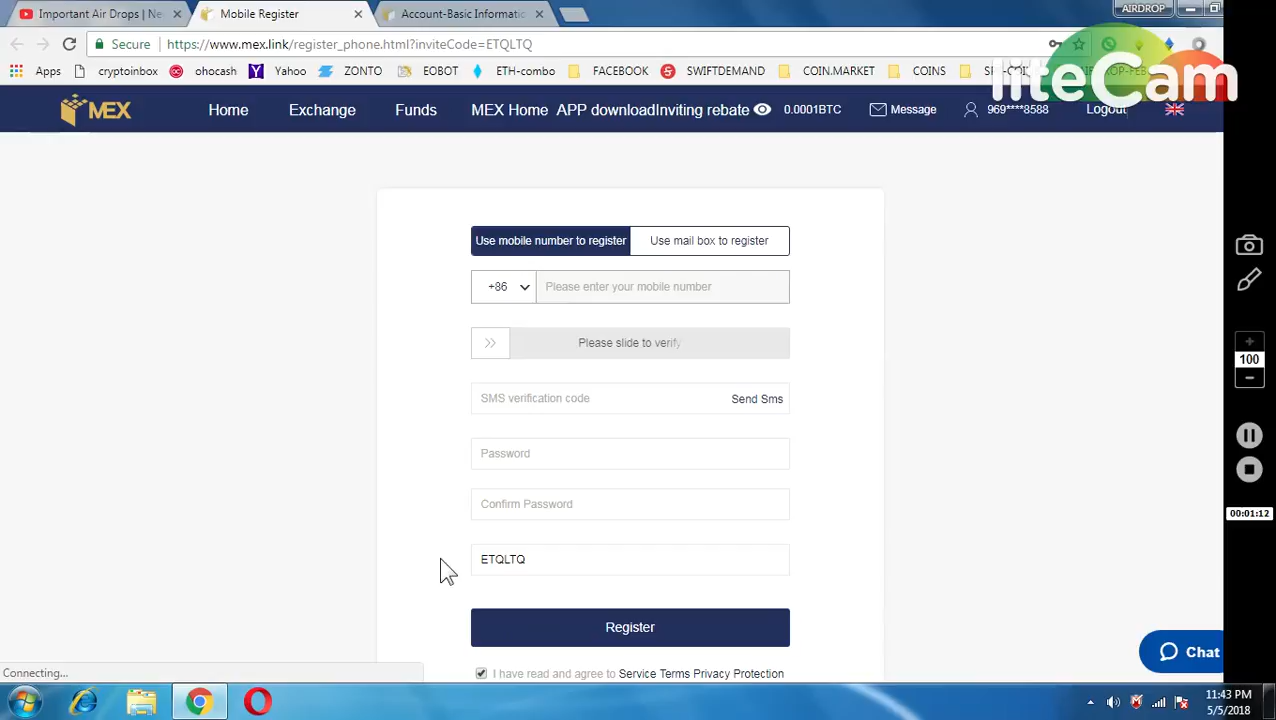 AIRDROP
Important Air Drops | Ne
Mobile Register
Account-Basic Informatic
Secure
https://www.mex.link/register_phone.html?inviteCode=ETQLTQ
Apps cryptoinbox ohocash Yahoo ZONTO EOBOT ETH-combo FACEBOOK SWIFTDEMAND COIN.MARKET COINS
liteCam
MEX Home Exchange Funds MEX Home APP download Inviting rebate 0.0001BTC Message 969****8588 Logout
Use mobile number to register Use mail box to register
+86 Please enter your mobile number
Please slide to verify
SMS verification code Send Sms
100
Password
Confirm Password
00:01:12
ETQLTQ
Register
Chat
I have read and agree to Service Terms Privacy Protection
Connecting...
11:43 PM
5/5/2018